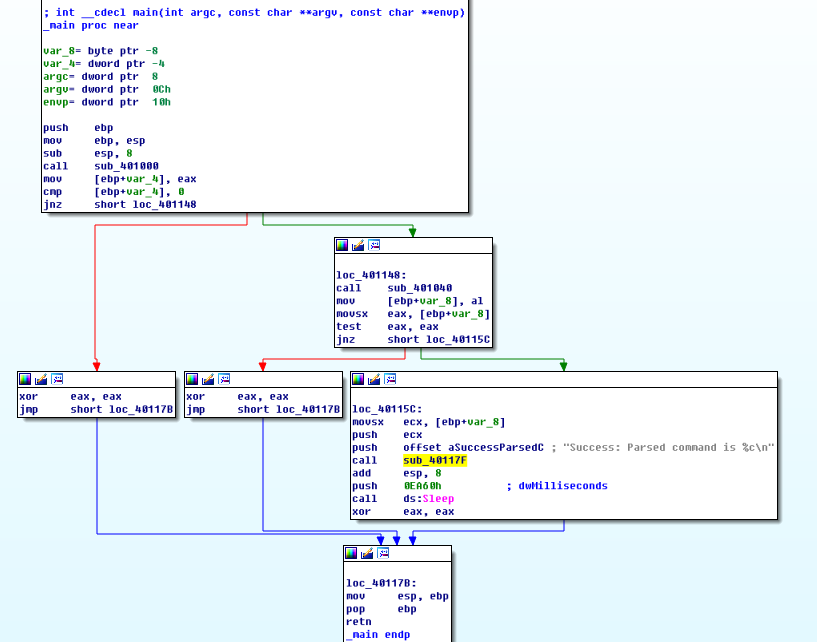 ; int __cdecl main(int argc, const char **argv, const char **envp)
_main proc near
var_8= byte ptr -8
var_4= dword ptr -4
argc= dword ptr  8
argv= dword ptr  0Ch
envp= dword ptr  10h
push    ebp
mov     ebp, esp
sub     esp, 8
call    sub_401000
mov     [ebp+var_4], eax
cmp     [ebp+var_4], 0
jnz     short loc_401148
loc_401148:
call    sub_401040
mov     [ebp+var_8], al
movsx   eax, [ebp+var_8]
test    eax, eax
jnz     short loc_40115C
xor     eax, eax
jmp     short loc_40117B
xor     eax, eax
jmp     short loc_40117B
loc_40115C:
movsx   ecx, [ebp+var_8]
push    ecx
push    offset aSuccessParsedC ; "Success: Parsed command is %c\n"
call    sub_40117F
add     esp, 8
push    0EA60h          ; dwMilliseconds
call    ds:Sleep
xor     eax, eax
loc_40117B:
mov     esp, ebp
pop     ebp
retn
_main endp